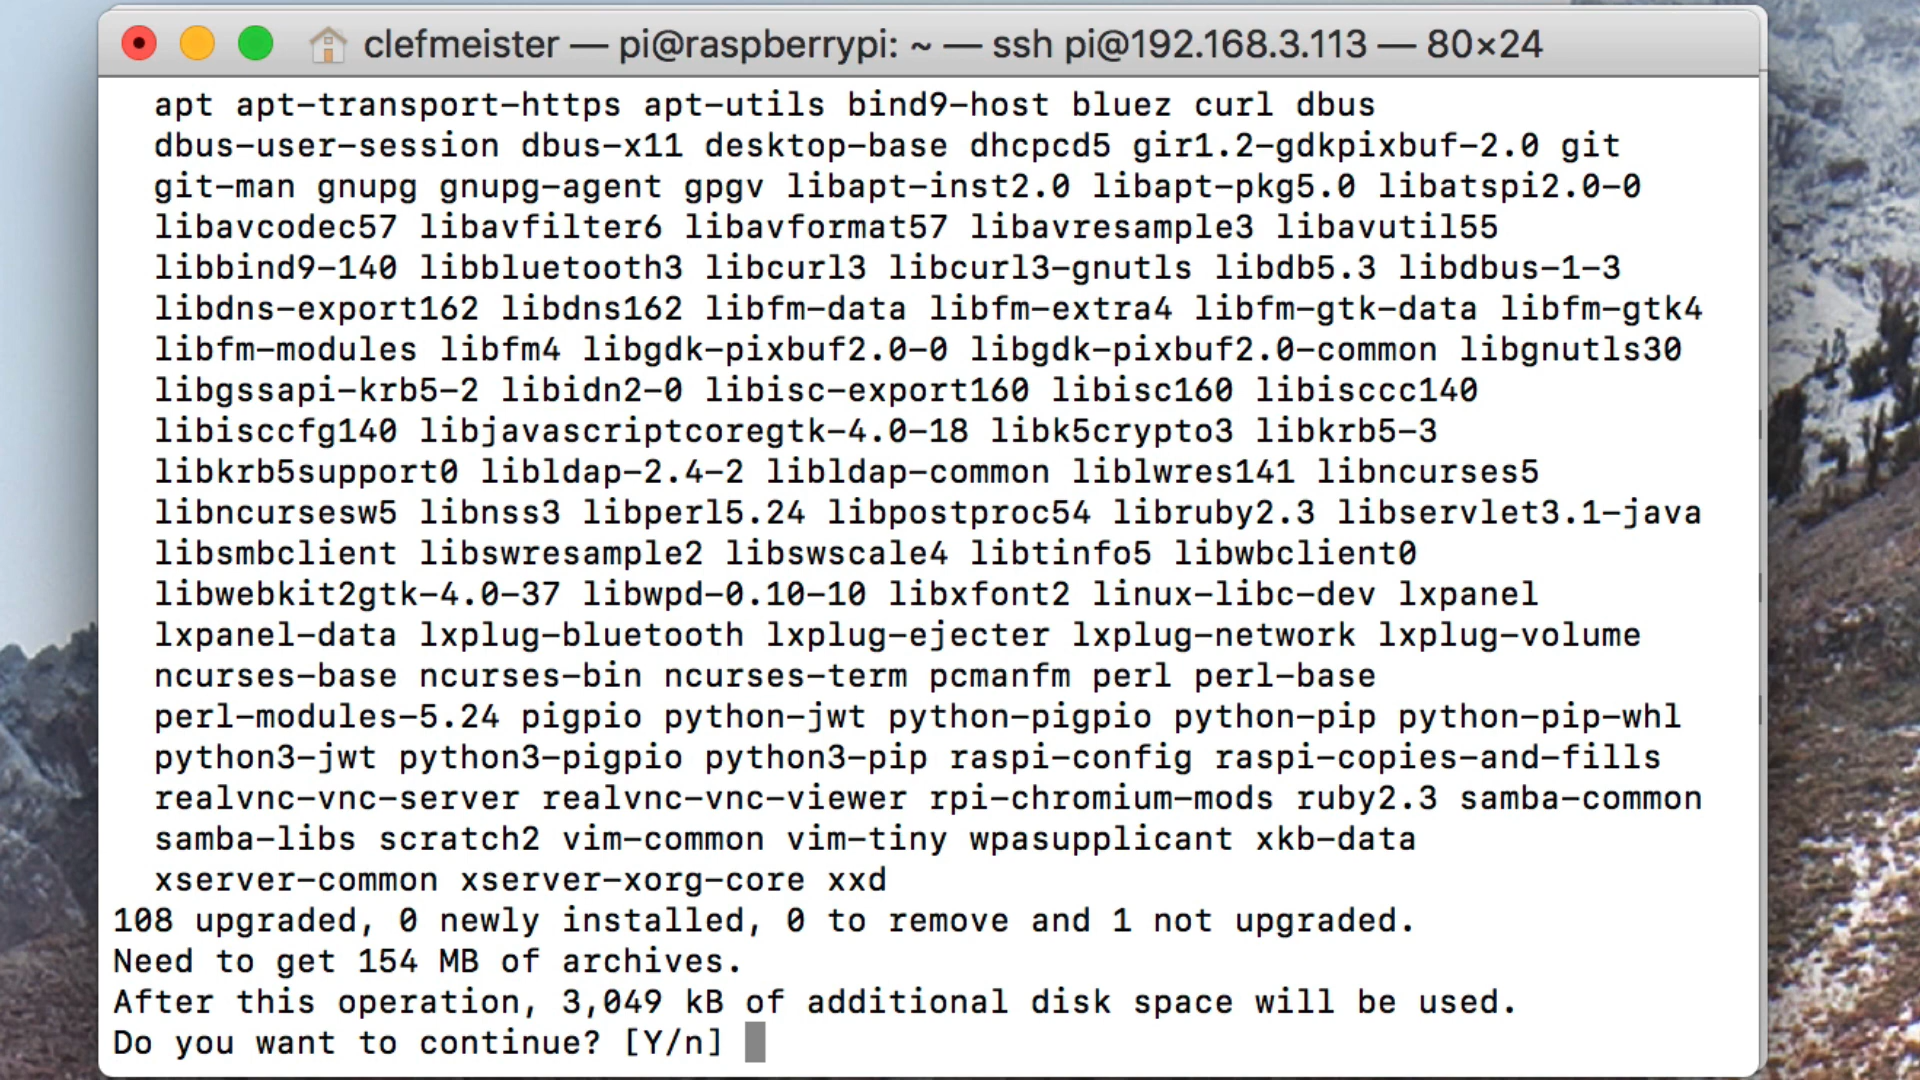 clefmeister — pi@raspberrypi: ~ — ssh pi@192.168.3.113 — 80×24
apt apt-transport-https apt-utils bind9-host bluez curl dbus
dbus-user-session dbus-x11 desktop-base dhcpcd5 gir1.2-gdkpixbuf-2.0 git
git-man gnupg gnupg-agent gpgv libapt-inst2.0 libapt-pkg5.0 libatspi2.0-0
libavcodec57 libavfilter6 libavformat57 libavresample3 libavutil55
libbind9-140 libbluetooth3 libcurl3 libcurl3-gnutls libdb5.3 libdbus-1-3
libdns-export162 libdns162 libfm-data libfm-extra4 libfm-gtk-data libfm-gtk4
libfm-modules libfm4 libgdk-pixbuf2.0-0 libgdk-pixbuf2.0-common libgnutls30
libgssapi-krb5-2 libidn2-0 libisc-export160 libisc160 libisccc140
libisccfg140 libjavascriptcoregtk-4.0-18 libk5crypto3 libkrb5-3
libkrb5support0 libldap-2.4-2 libldap-common liblwres141 libncurses5
libncursesw5 libnss3 libperl5.24 libpostproc54 libruby2.3 libservlet3.1-java
libsmbclient libswresample2 libswscale4 libtinfo5 libwbclient0
libwebkit2gtk-4.0-37 libwpd-0.10-10 libxfont2 linux-libc-dev lxpanel
lxpanel-data lxplug-bluetooth lxplug-ejecter lxplug-network lxplug-volume
ncurses-base ncurses-bin ncurses-term pcmanfm perl perl-base
perl-modules-5.24 pigpio python-jwt python-pigpio python-pip python-pip-whl
python3-jwt python3-pigpio python3-pip raspi-config raspi-copies-and-fills
realvnc-vnc-server realvnc-vnc-viewer rpi-chromium-mods ruby2.3 samba-common
samba-libs scratch2 vim-common vim-tiny wpasupplicant xkb-data
xserver-common xserver-xorg-core xxd
108 upgraded, 0 newly installed, 0 to remove and 1 not upgraded.
Need to get 154 MB of archives.
After this operation, 3,049 kB of additional disk space will be used.
Do you want to continue? [Y/n]